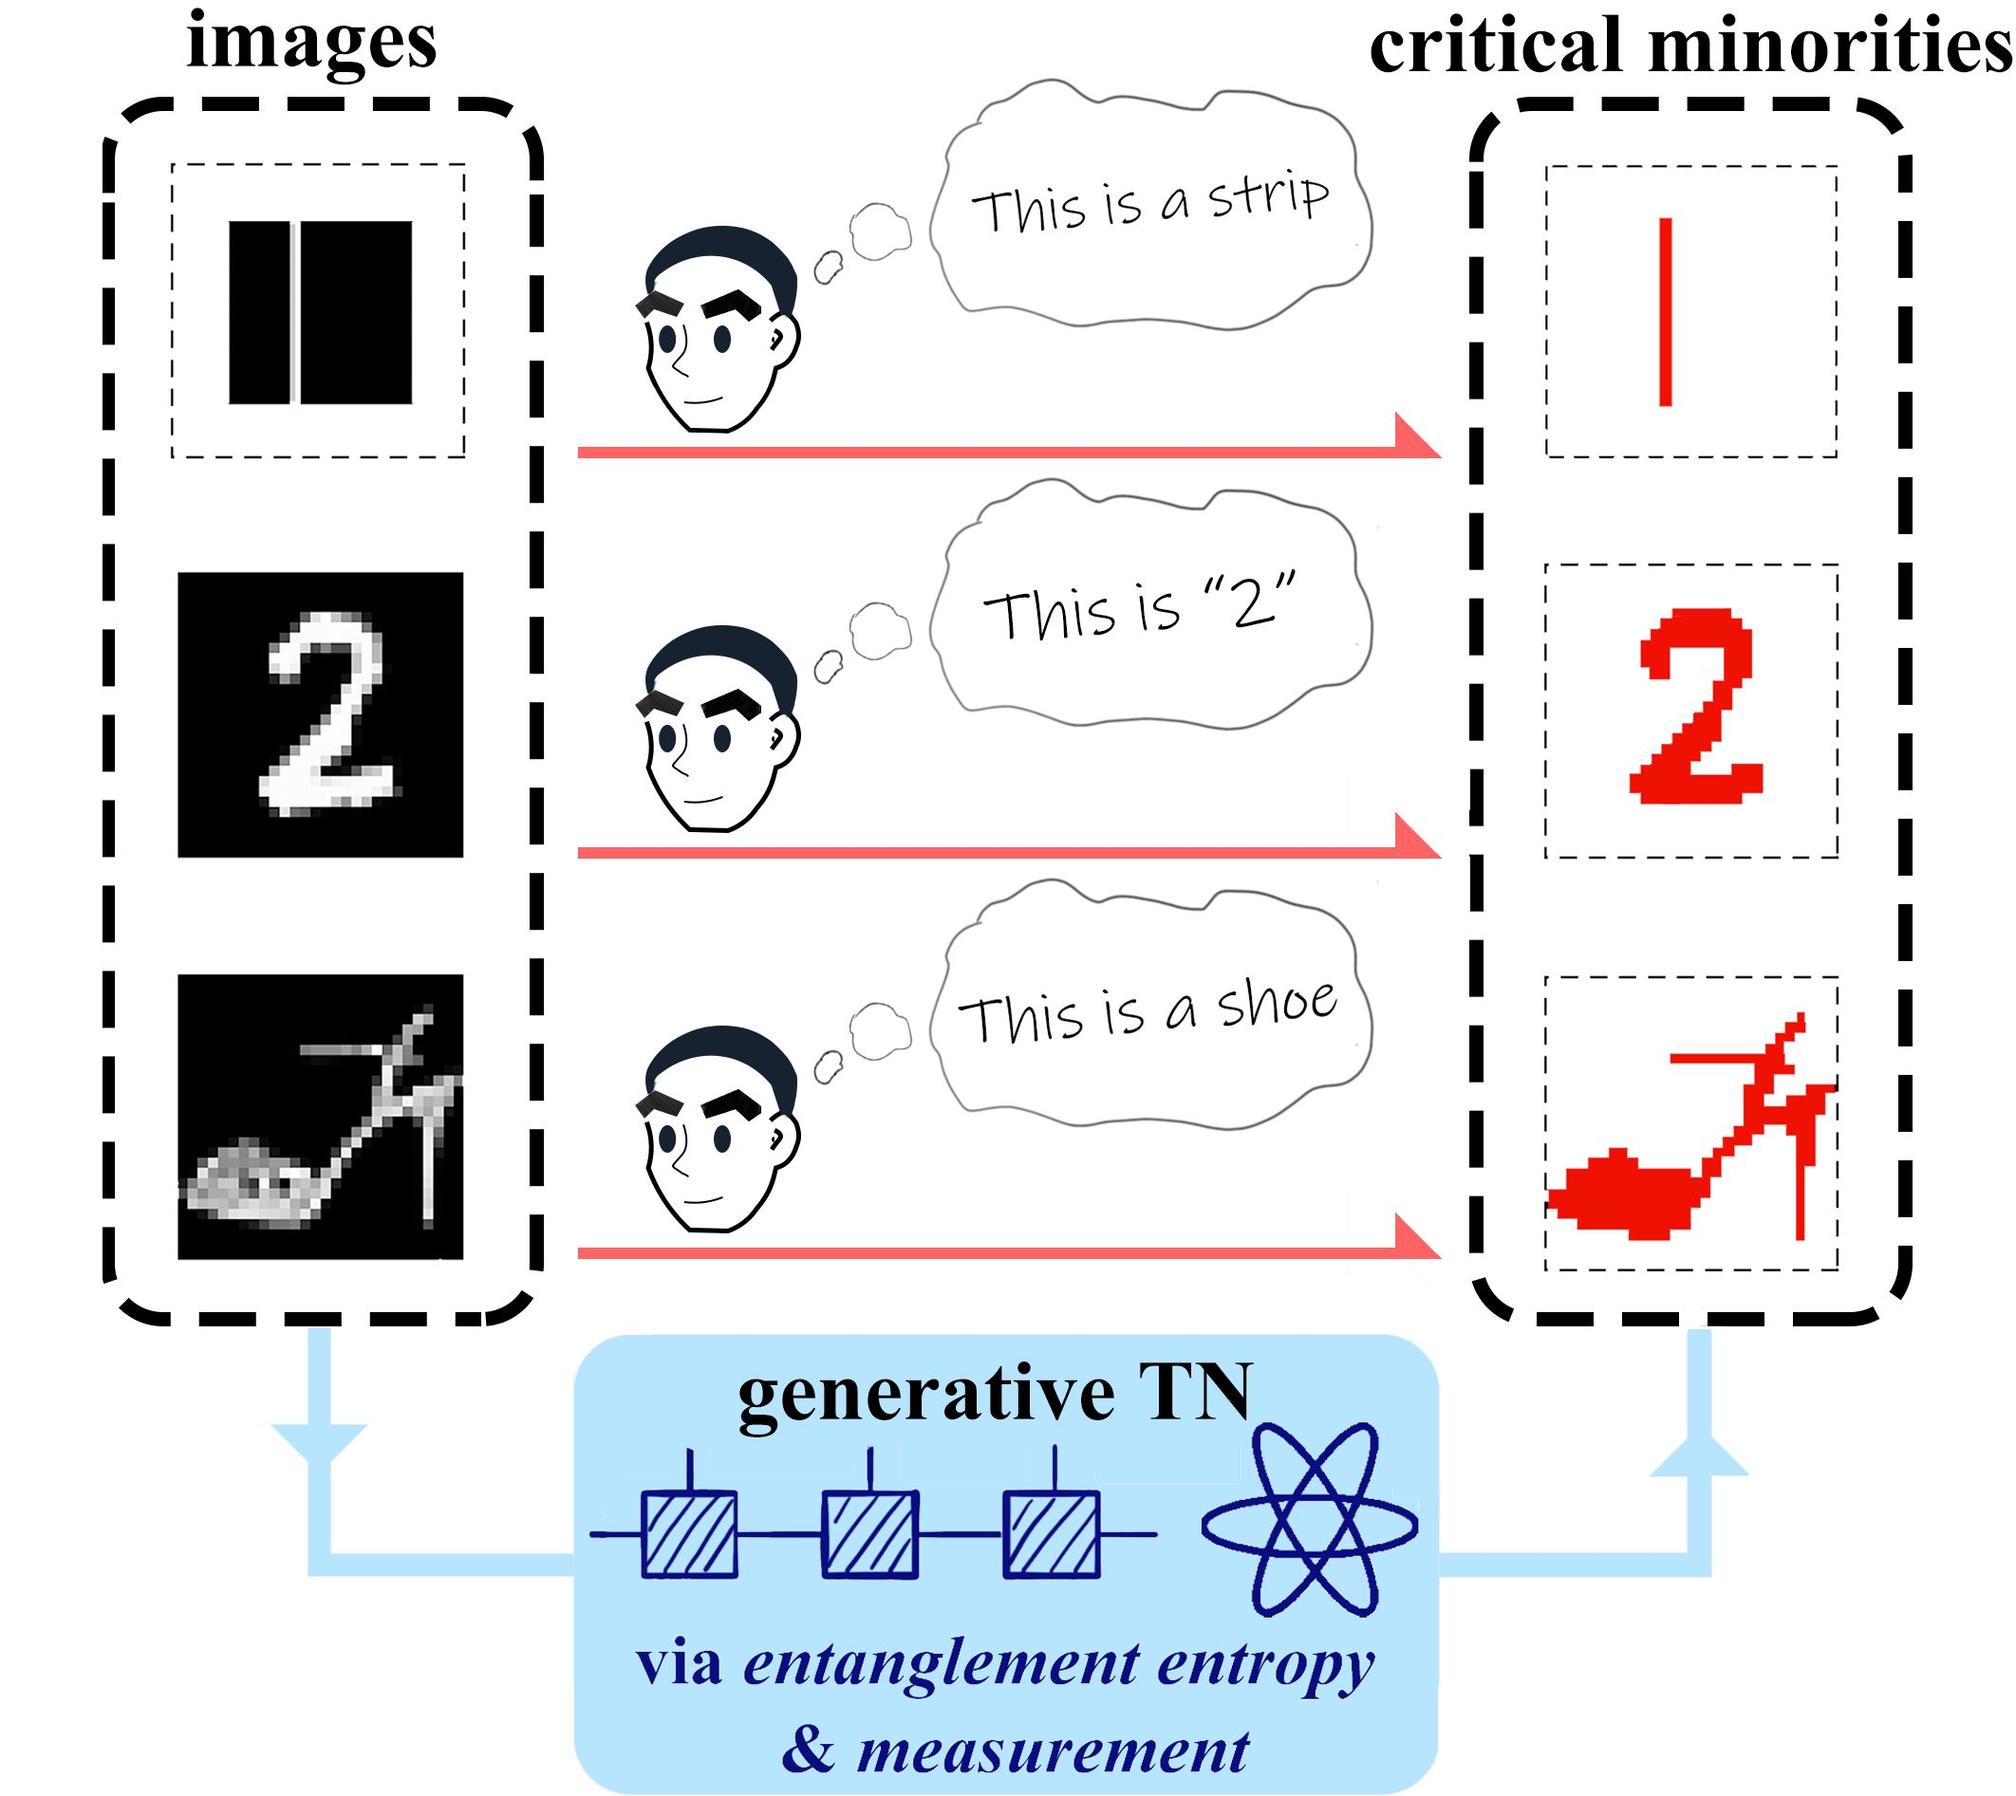 images
critical minorities
This is a strip
This is “2”
This is a shoe
generative TN
via entanglement entropy
& measurement